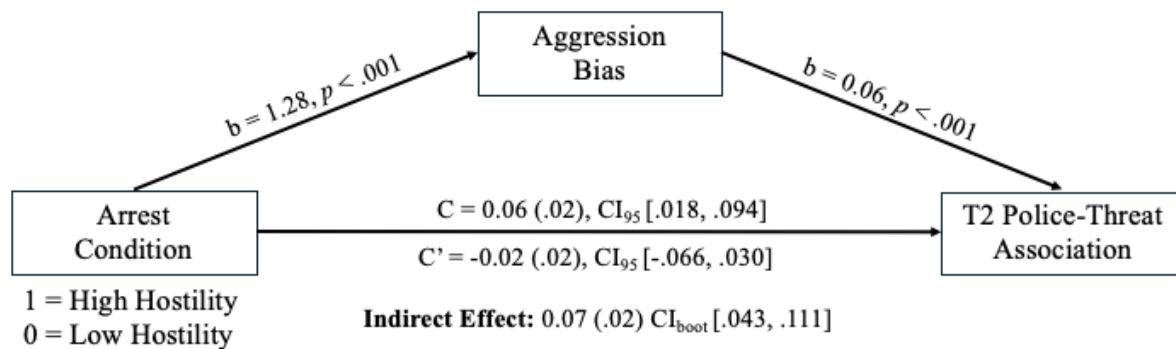 Aggression
Bias
b = 1.28, p < .001
b = 0.06, p < .001
Arrest
Condition
C = 0.06 (.02), CI₉₅ [.018, .094]
C’ = -0.02 (.02), CI₉₅ [-.066, .030]
T2 Police-Threat
Association
1 = High Hostility
0 = Low Hostility
Indirect Effect: 0.07 (.02) CI_boot [.043, .111]